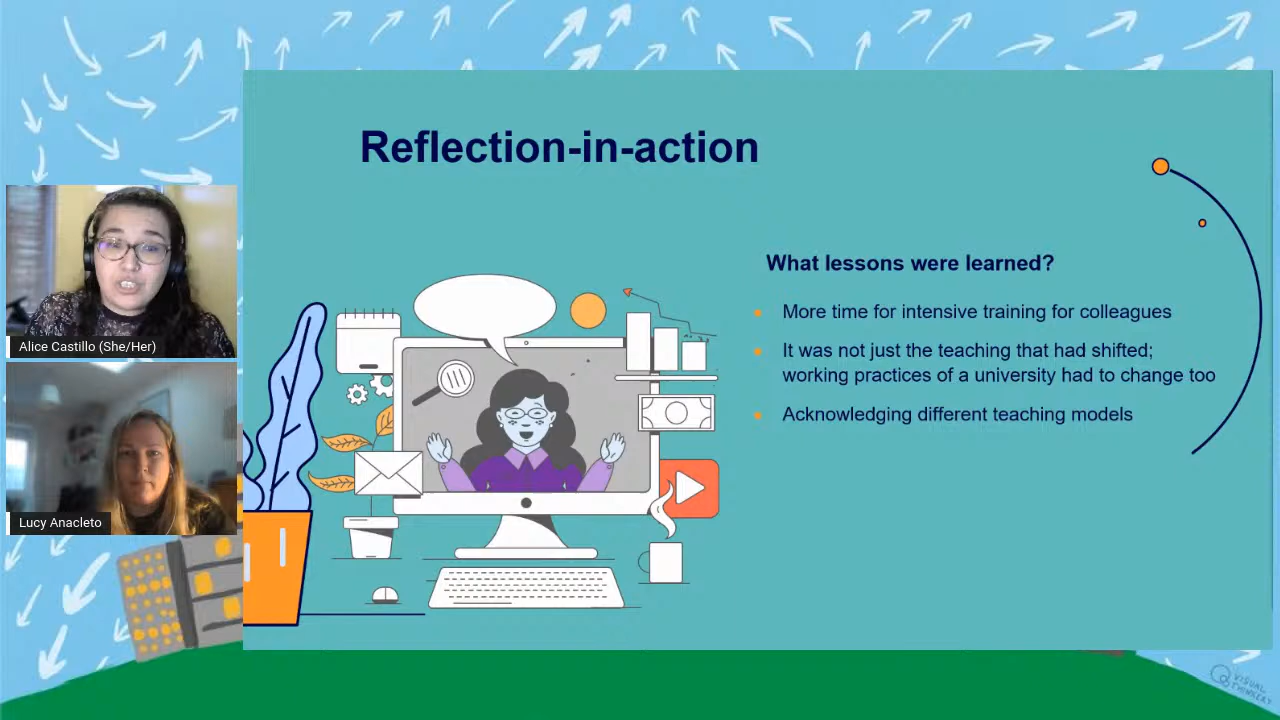 Reflection-in-action
What lessons were learned?
More time for intensive training for colleagues
It was not just the teaching that had shifted;
working practices of a university had to change too
Acknowledging different teaching models
Alice Castillo (She/Her)
Lucy Anacleto
VISUAL
THINKERY